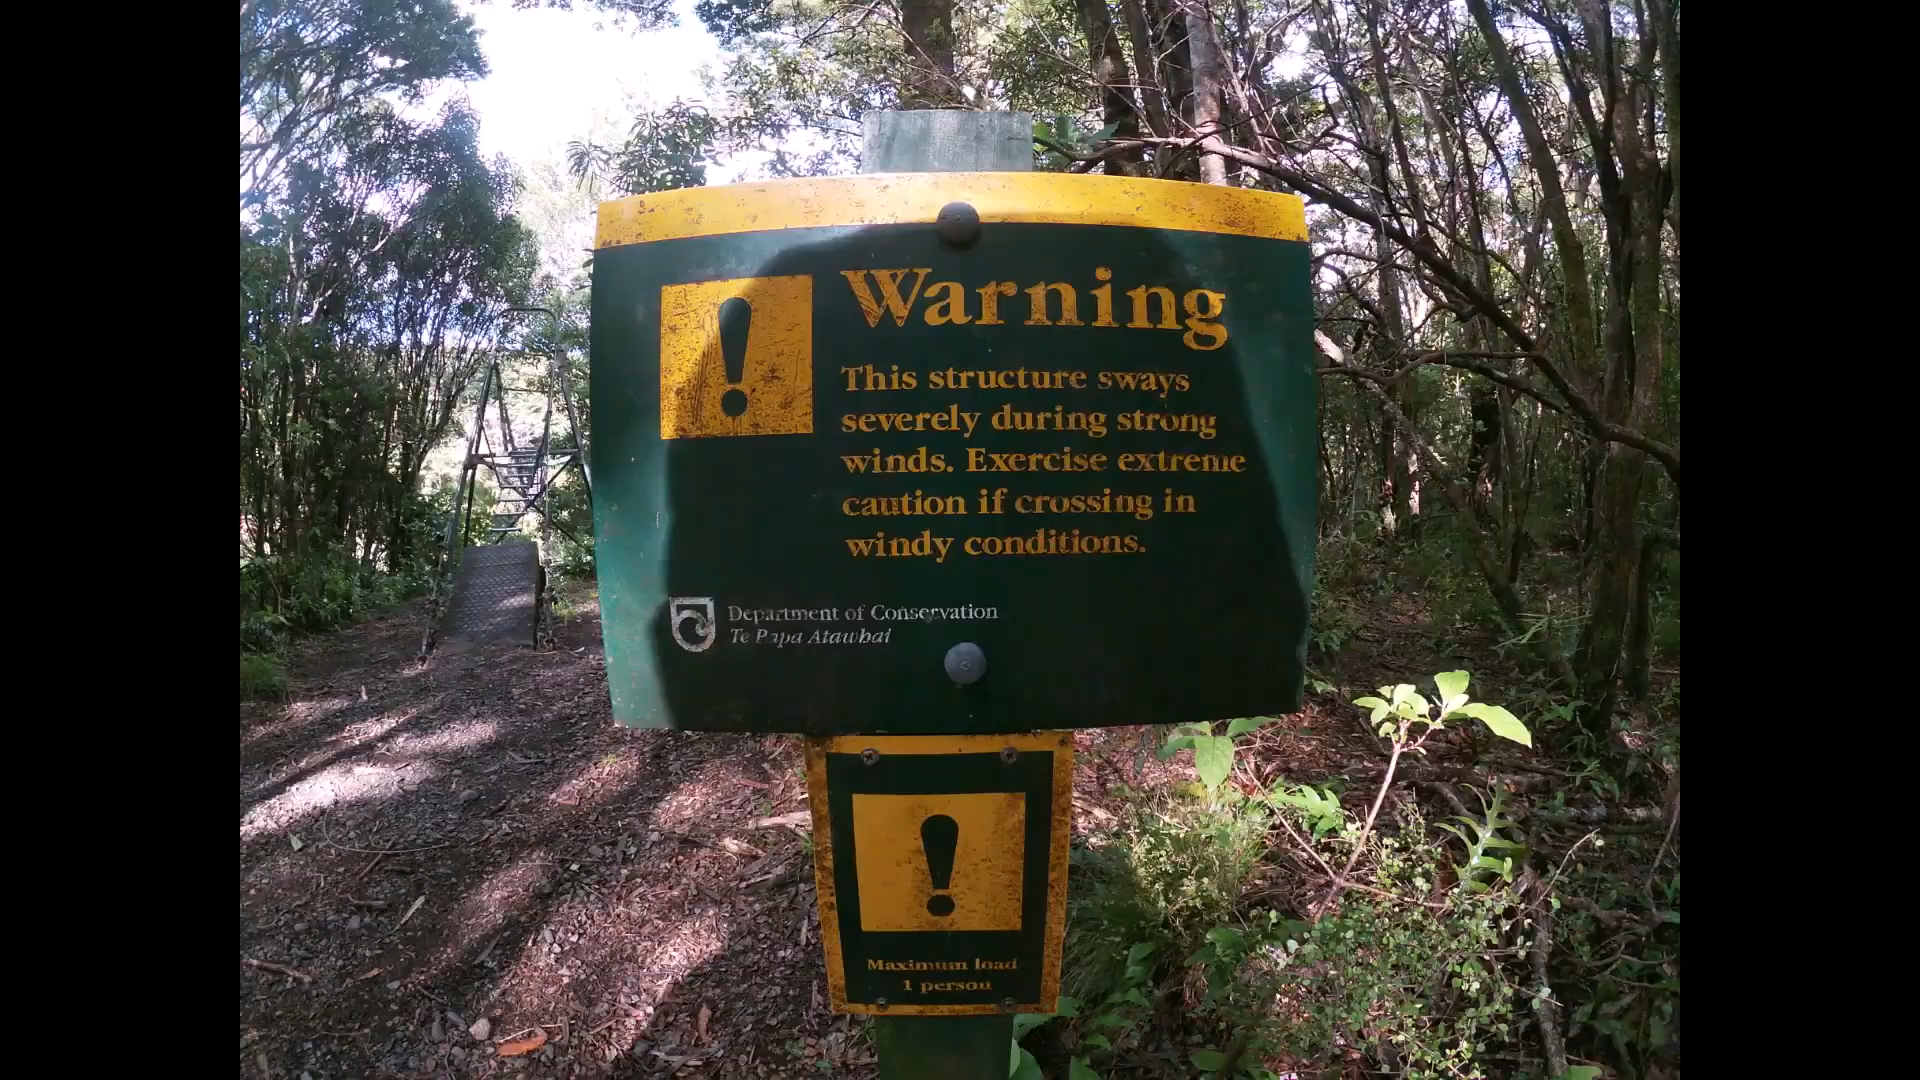 Warning
This structure sways
severely during strong
winds. Exercise extreme
caution if crossing in
windy conditions.
Department of Conservation
Te Papa Atawhai
Maximum load
1 person